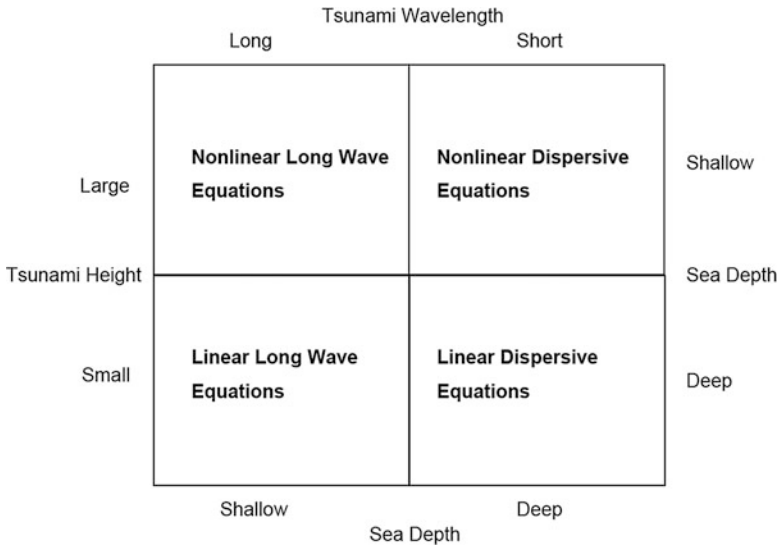 Tsunami Wavelength
Long
Short
Nonlinear Long Wave
Equations
Nonlinear Dispersive
Equations
Large
Shallow
Tsunami Height
Sea Depth
Linear Long Wave
Equations
Linear Dispersive
Equations
Small
Deep
Shallow
Deep
Sea Depth